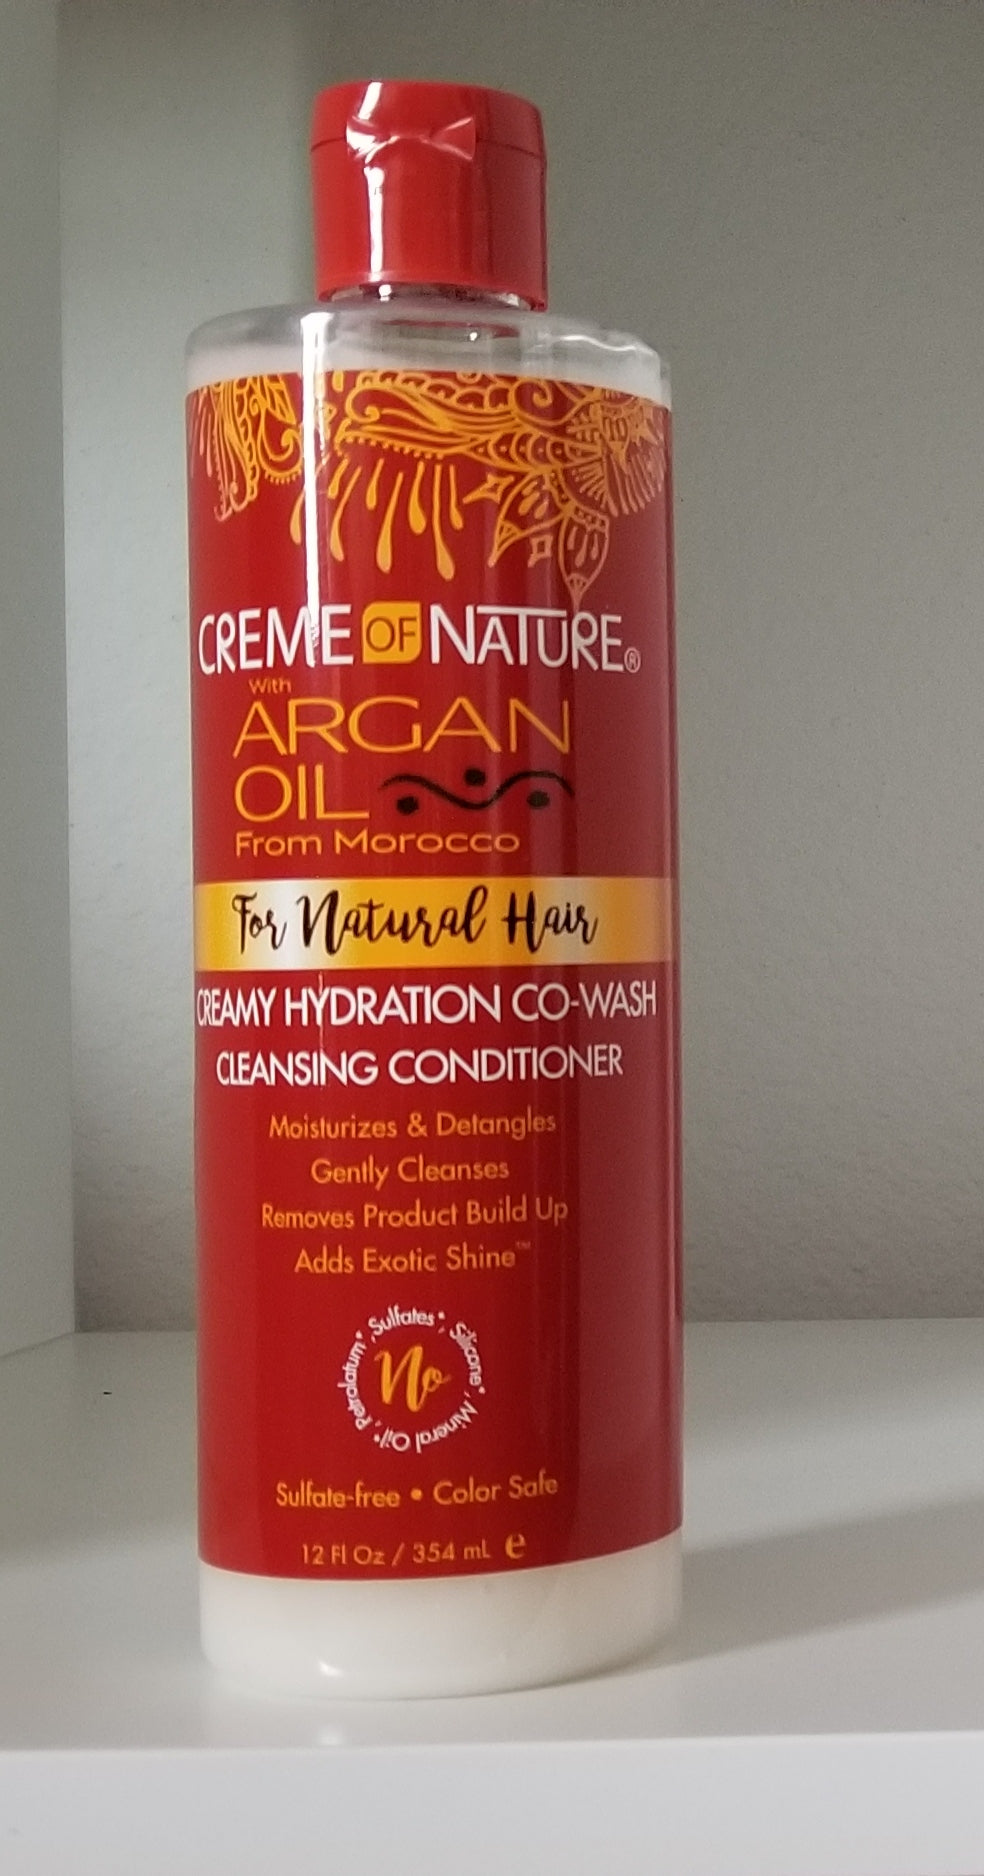 CREME OF NATURE®
With
ARGAN
OIL
From Morocco
For Natural Hair
CREAMY HYDRATION CO-WASH
CLEANSING CONDITIONER
Moisturizes & Detangles
Gently Cleanses
Removes Product Build Up
Adds Exotic Shine™
No
Sulfates*, Silicone*, Mineral Oil*, Petrolatum*,
Sulfate-free • Color Safe
12 Fl Oz / 354 mL ℮